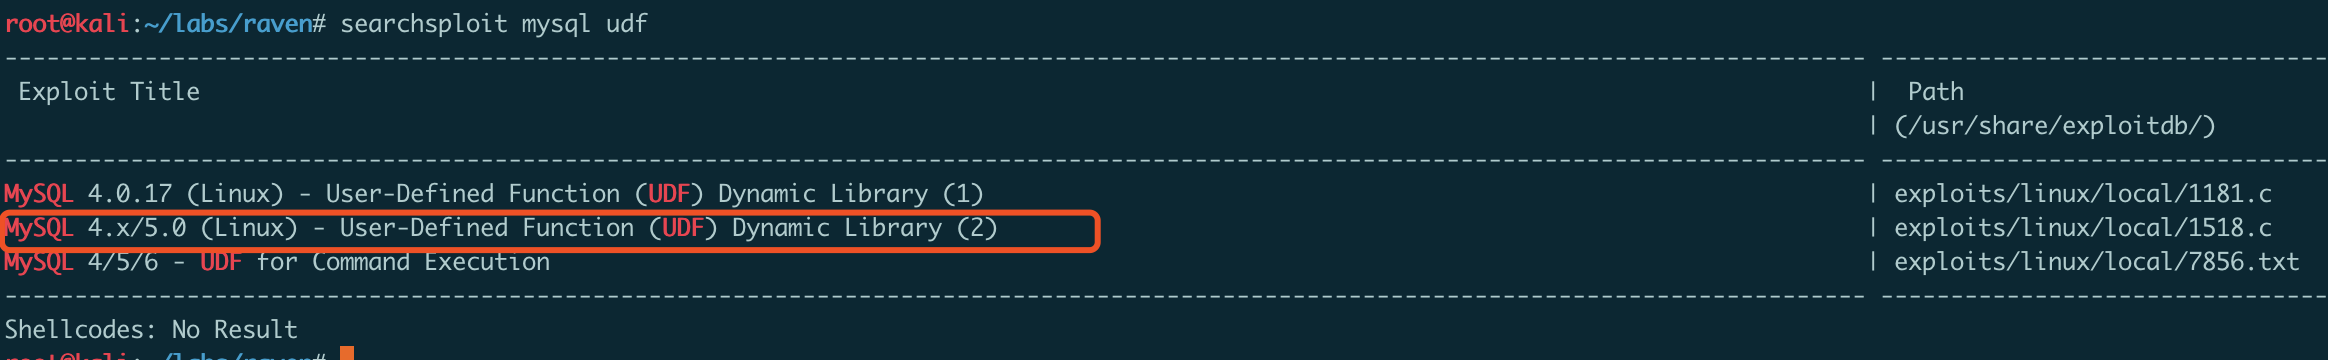 root@kali:~/labs/raven# searchsploit mysql udf
--------------------------------------------------------------------------------------------------------------------------------------- --------------------------------
 Exploit Title | Path
 | (/usr/share/exploitdb/)
--------------------------------------------------------------------------------------------------------------------------------------- --------------------------------
MySQL 4.0.17 (Linux) - User-Defined Function (UDF) Dynamic Library (1) | exploits/linux/local/1181.c
MySQL 4.x/5.0 (Linux) - User-Defined Function (UDF) Dynamic Library (2) | exploits/linux/local/1518.c
MySQL 4/5/6 - UDF for Command Execution | exploits/linux/local/7856.txt
--------------------------------------------------------------------------------------------------------------------------------------- --------------------------------
Shellcodes: No Result
root@kali:~/labs/raven#